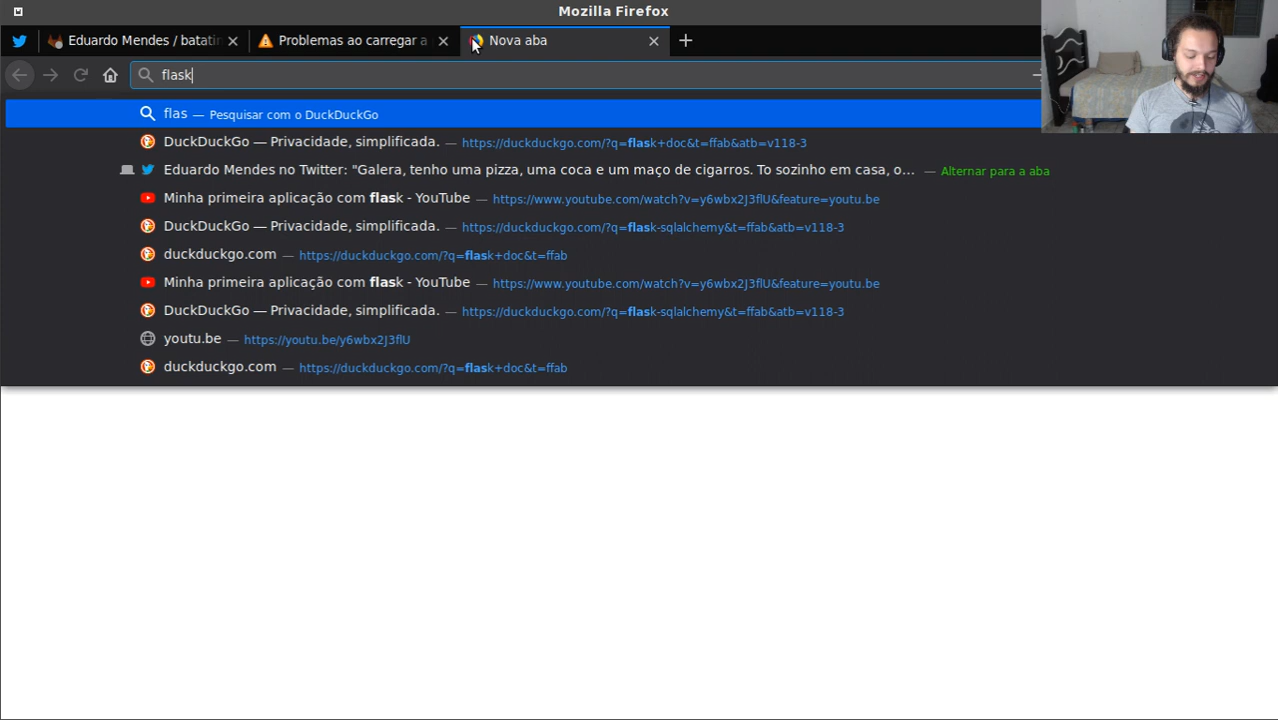 Mozilla Firefox
Eduardo Mendes / batatin
Problemas ao carregar a
Nova aba
flask
flas — Pesquisar com o DuckDuckGo
DuckDuckGo — Privacidade, simplificada. — https://duckduckgo.com/?q=flask+doc&t=ffab&atb=v118-3
Eduardo Mendes no Twitter: "Galera, tenho uma pizza, uma coca e um maço de cigarros. To sozinho em casa, o... — Alternar para a aba
Minha primeira aplicação com flask - YouTube — https://www.youtube.com/watch?v=y6wbx2J3flU&feature=youtu.be
DuckDuckGo — Privacidade, simplificada. — https://duckduckgo.com/?q=flask-sqlalchemy&t=ffab&atb=v118-3
duckduckgo.com — https://duckduckgo.com/?q=flask+doc&t=ffab
Minha primeira aplicação com flask - YouTube — https://www.youtube.com/watch?v=y6wbx2J3flU&feature=youtu.be
DuckDuckGo — Privacidade, simplificada. — https://duckduckgo.com/?q=flask-sqlalchemy&t=ffab&atb=v118-3
youtu.be — https://youtu.be/y6wbx2J3flU
duckduckgo.com — https://duckduckgo.com/?q=flask+doc&t=ffab